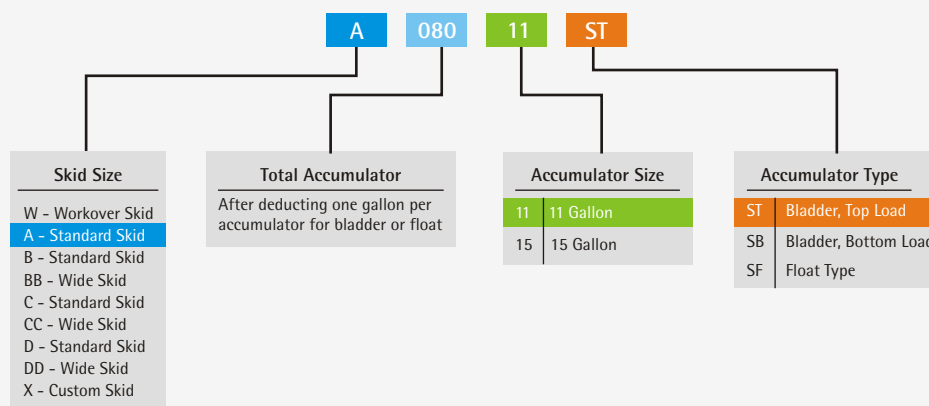 A 080 11 ST
Skid Size
W - Workover Skid
A - Standard Skid
B - Standard Skid
BB - Wide Skid
C - Standard Skid
CC - Wide Skid
D - Standard Skid
DD - Wide Skid
X - Custom Skid
Total Accumulator
After deducting one gallon per
accumulator for bladder or float
Accumulator Size
11 11 Gallon
15 15 Gallon
Accumulator Type
ST Bladder, Top Load
SB Bladder, Bottom Load
SF Float Type